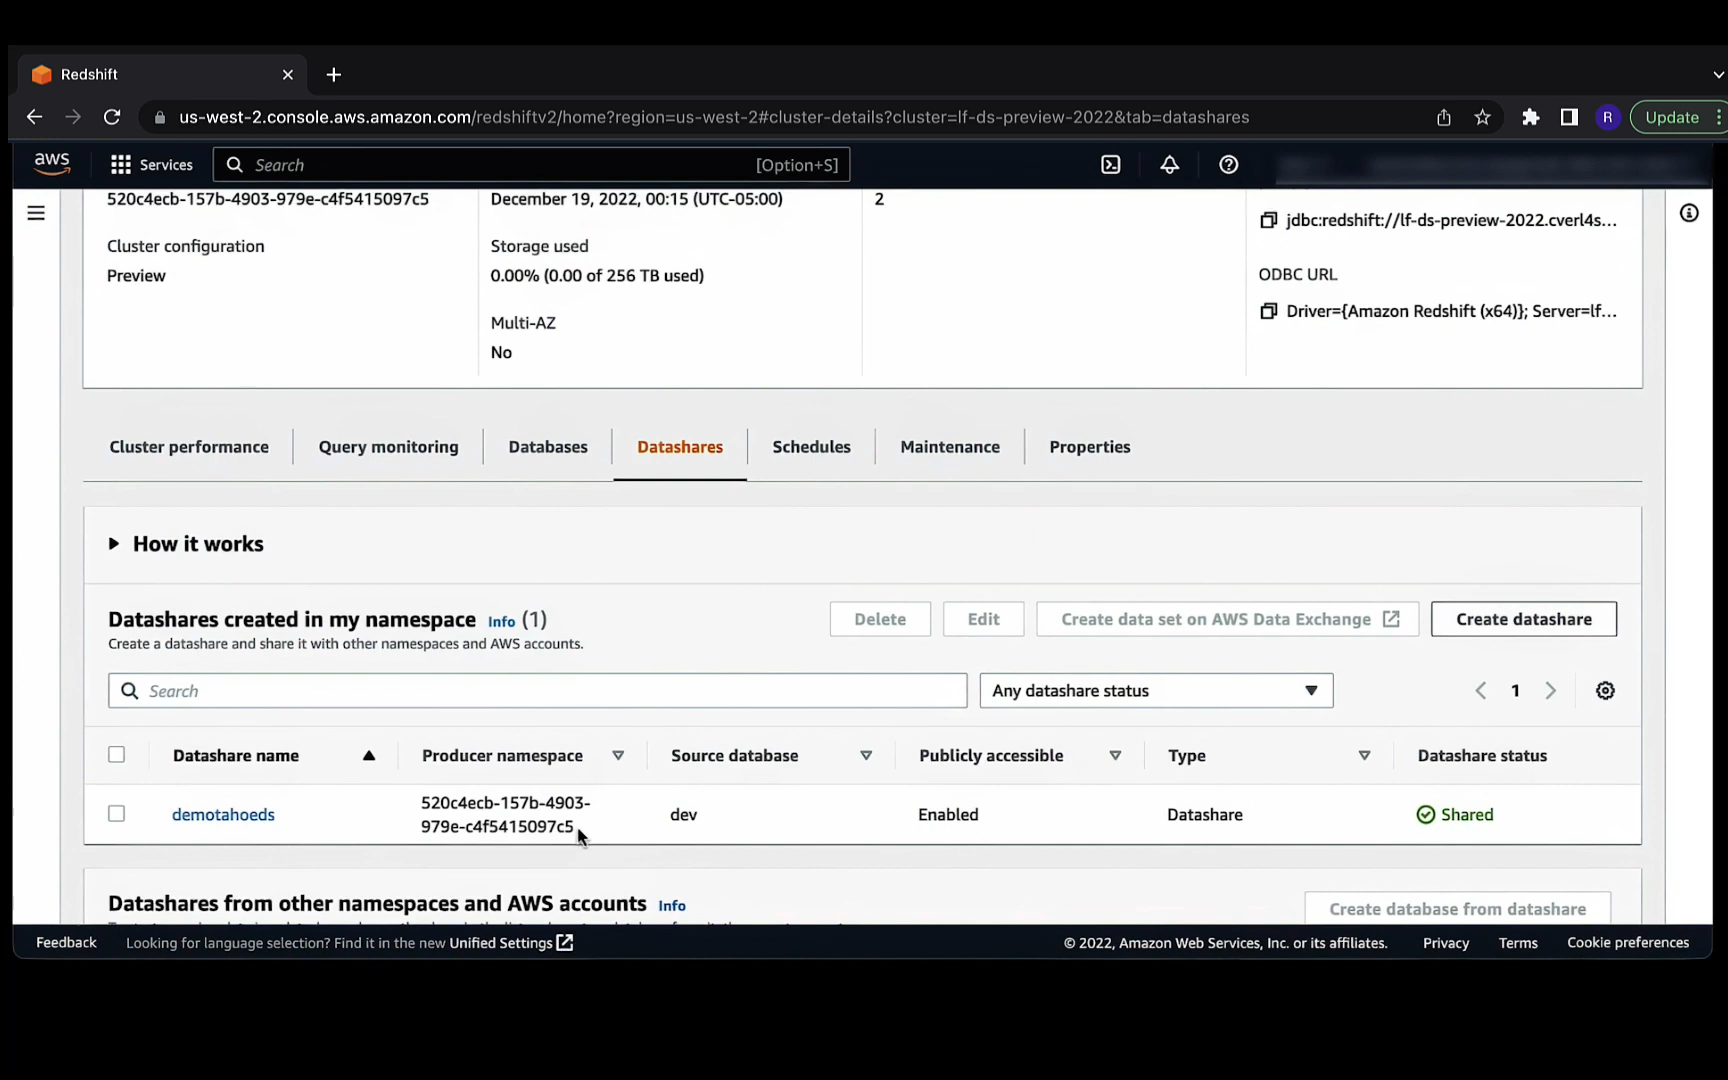 Redshift
us-west-2.console.aws.amazon.com/redshiftv2/home?region=us-west-2#cluster-details?cluster=lf-ds-preview-2022&tab=datashares
R
Update
aws
Services
Search
[Option+S]
520c4ecb-157b-4903-979e-c4f5415097c5
December 19, 2022, 00:15 (UTC-05:00)
2
jdbc:redshift://lf-ds-preview-2022.cverl4s...
Cluster configuration
Storage used
ODBC URL
Preview
0.00% (0.00 of 256 TB used)
Driver={Amazon Redshift (x64)}; Server=lf...
Multi-AZ
No
Cluster performance
Query monitoring
Databases
Datashares
Schedules
Maintenance
Properties
How it works
Datashares created in my namespace Info (1)
Create a datashare and share it with other namespaces and AWS accounts.
Delete
Edit
Create data set on AWS Data Exchange
Create datashare
Search
Any datashare status
1
Datashare name
Producer namespace
Source database
Publicly accessible
Type
Datashare status
demotahoeds
520c4ecb-157b-4903-
979e-c4f5415097c5
dev
Enabled
Datashare
Shared
Datashares from other namespaces and AWS accounts Info
Create database from datashare
Feedback
Looking for language selection? Find it in the new Unified Settings
© 2022, Amazon Web Services, Inc. or its affiliates.
Privacy
Terms
Cookie preferences